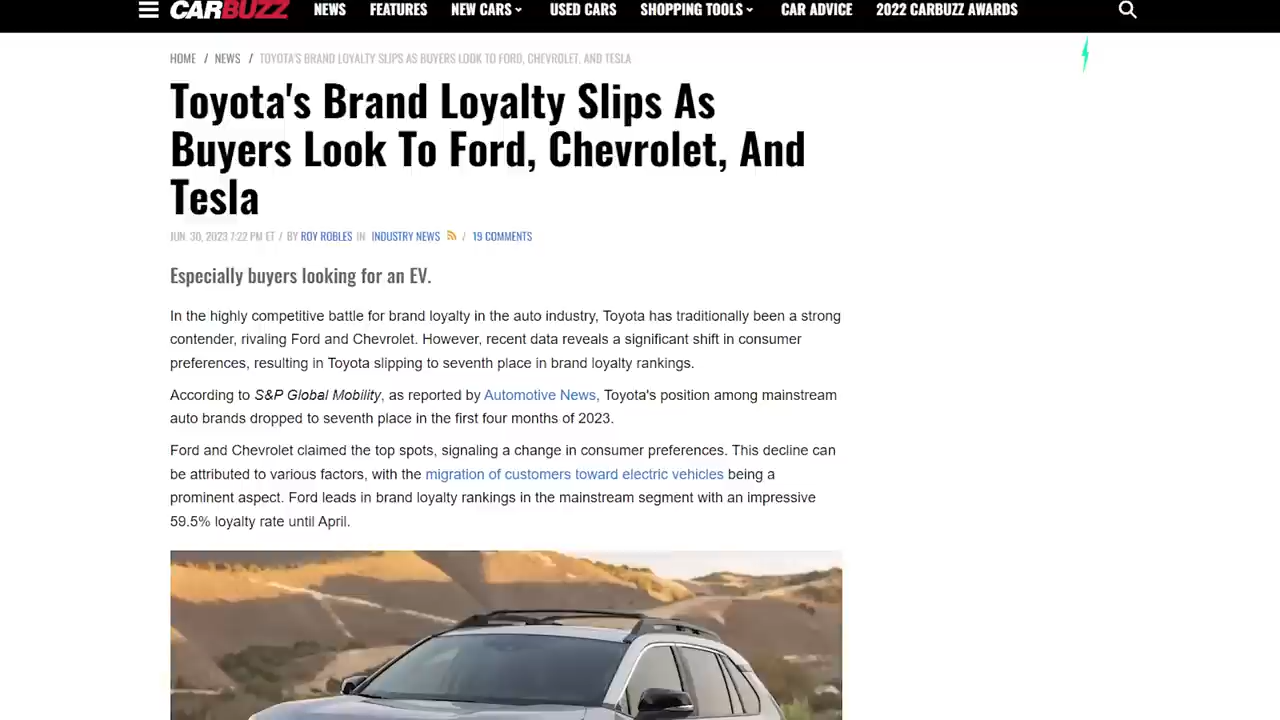 CARBUZZ NEWS FEATURES NEW CARS USED CARS SHOPPING TOOLS CAR ADVICE 2022 CARBUZZ AWARDS
HOME / NEWS / TOYOTA'S BRAND LOYALTY SLIPS AS BUYERS LOOK TO FORD, CHEVROLET, AND TESLA
Toyota's Brand Loyalty Slips As
Buyers Look To Ford, Chevrolet, And
Tesla
JUN. 30, 2023 7:22 PM ET / BY ROY ROBLES IN INDUSTRY NEWS / 19 COMMENTS
Especially buyers looking for an EV.
In the highly competitive battle for brand loyalty in the auto industry, Toyota has traditionally been a strong
contender, rivaling Ford and Chevrolet. However, recent data reveals a significant shift in consumer
preferences, resulting in Toyota slipping to seventh place in brand loyalty rankings.
According to S&P Global Mobility, as reported by Automotive News, Toyota's position among mainstream
auto brands dropped to seventh place in the first four months of 2023.
Ford and Chevrolet claimed the top spots, signaling a change in consumer preferences. This decline can
be attributed to various factors, with the migration of customers toward electric vehicles being a
prominent aspect. Ford leads in brand loyalty rankings in the mainstream segment with an impressive
59.5% loyalty rate until April.